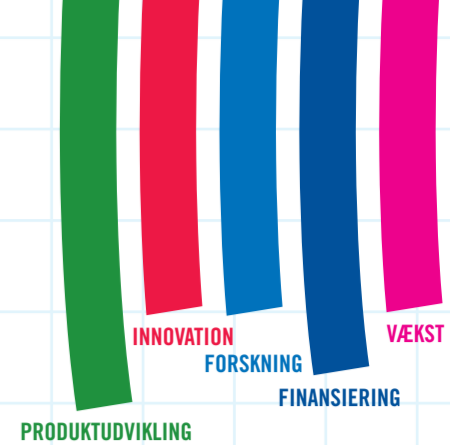 INNOVATION
VÆKST
FORSKNING
FINANSIERING
PRODUKTUDVIKLING